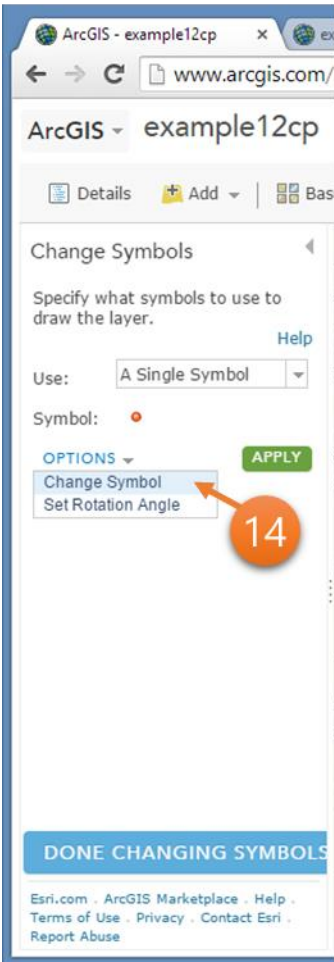 ArcGIS - example12cp × ex
www.arcgis.com/
ArcGIS example12cp
Details Add Bas
Change Symbols
Specify what symbols to use to
draw the layer.
Help
Use: A Single Symbol
Symbol:
OPTIONS APPLY
Change Symbol
Set Rotation Angle
14
DONE CHANGING SYMBOLS
Esri.com . ArcGIS Marketplace . Help .
Terms of Use . Privacy . Contact Esri .
Report Abuse